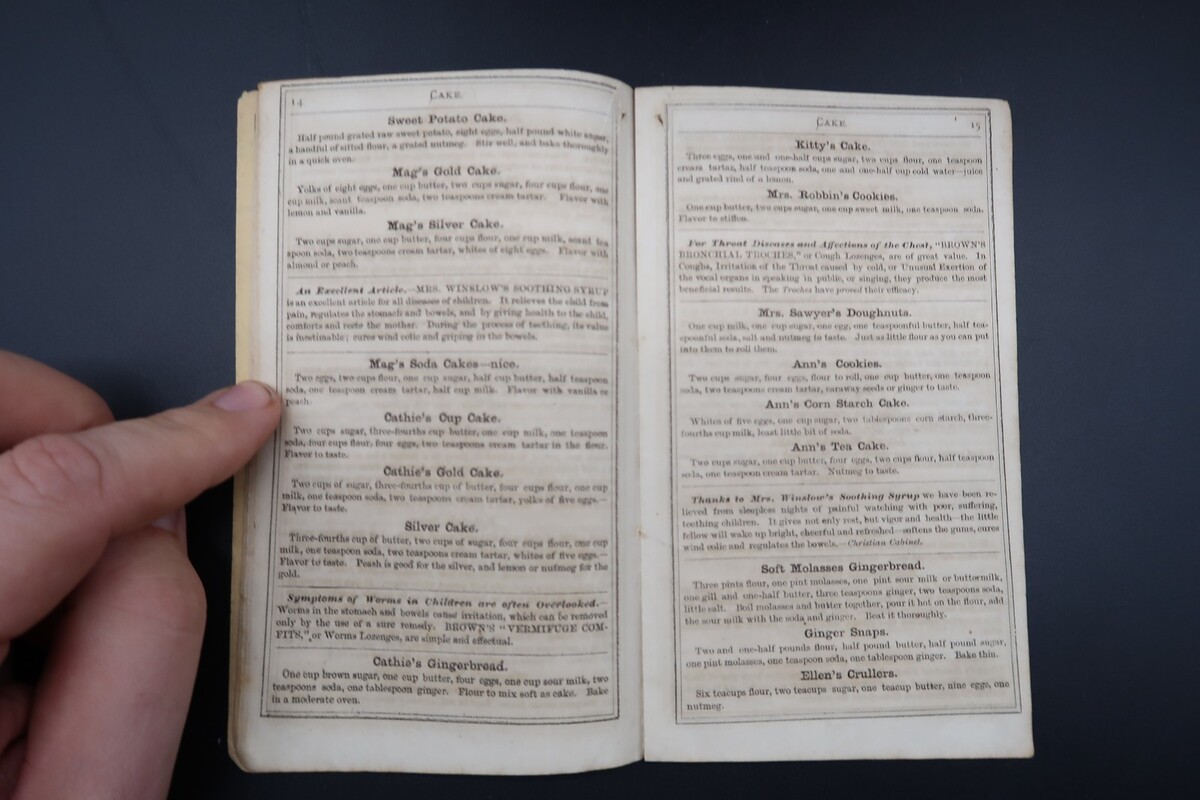 14
CAKE.
Sweet Potato Cake.
Half pound grated raw sweet potato, eight eggs, half pound white sugar,
a handful of sifted flour, a grated nutmeg. Stir well, and bake thoroughly
in a quick oven.
Mag's Gold Cake.
Yolks of eight eggs, one cup butter, two cups sugar, four cups flour, one
cup milk, scant teaspoon soda, two teaspoons cream tartar. Flavor with
lemon and vanilla.
Mag's Silver Cake.
Two cups sugar, one cup butter, four cups flour, one cup milk, scant tea
spoon soda, two teaspoons cream tartar, whites of eight eggs. Flavor with
almond or peach.
An Excellent Article.—MRS. WINSLOW'S SOOTHING SYRUP
is an excellent article for all diseases of children. It relieves the child from
pain, regulates the stomach and bowels, and by giving health to the child,
comforts and rests the mother. During the process of teething, its value
is inestimable; cures wind colic and griping in the bowels.
Mag's Soda Cakes—nice.
Two eggs, two cups flour, one cup sugar, half cup butter, half teaspoon
soda, one teaspoon cream tartar, half cup milk. Flavor with vanilla or
peach.
Cathie's Cup Cake.
Two cups sugar, three-fourths cup butter, one cup milk, one teaspoon
soda, four cups flour, four eggs, two teaspoons cream tartar in the flour.
Flavor to taste.
Cathie's Gold Cake.
Two cups of sugar, three-fourths cup of butter, four cups flour, one cup
milk, one teaspoon soda, two teaspoons cream tartar, yolks of five eggs.—
Flavor to taste.
Silver Cake.
Three-fourths cup of butter, two cups of sugar, four cups flour, one cup
milk, one teaspoon soda, two teaspoons cream tartar, whites of five eggs.—
Flavor to taste. Peach is good for the silver, and lemon or nutmeg for the
gold.
Symptoms of Worms in Children are often Overlooked.—
Worms in the stomach and bowels cause irritation, which can be removed
only by the use of a sure remedy. BROWN'S "VERMIFUGE COM-
FITS," or Worms Lozenges, are simple and effectual.
Cathie's Gingerbread.
One cup brown sugar, one cup butter, four eggs, one cup sour milk, two
teaspoons soda, one tablespoon ginger. Flour to mix soft as cake. Bake
in a moderate oven.
CAKE.
15
Kitty's Cake.
Three eggs, one and one-half cups sugar, two cups flour, one teaspoon
cream tartar, half teaspoon soda, one and one-half cup cold water—juice
and grated rind of a lemon.
Mrs. Robbin's Cookies.
One cup butter, two cups sugar, one cup sweet milk, one teaspoon soda.
Flavor to stiffen.
For Throat Diseases and Affections of the Chest, "BROWN'S
BRONCHIAL TROCHES," or Cough Lozenges, are of great value. In
Coughs, Irritation of the Throat caused by cold, or Unusual Exertion of
the vocal organs in speaking in public, or singing, they produce the most
beneficial results. The Troches have proved their efficacy.
Mrs. Sawyer's Doughnuts.
One cup milk, one cup sugar, one egg, one teaspoonful butter, half tea-
spoonful soda, salt and nutmeg to taste. Just as little flour as you can put
into them to roll them.
Ann's Cookies.
Two cups sugar, four eggs, flour to roll, one cup butter, one teaspoon
soda, two teaspoons cream tartar, caraway seeds or ginger to taste.
Ann's Corn Starch Cake.
Whites of five eggs, one cup sugar, two tablespoons corn starch, three-
fourths cup milk, least little bit of soda.
Ann's Tea Cake.
Two cups sugar, one cup butter, four eggs, two cups flour, half teaspoon
soda, one teaspoon cream tartar. Nutmeg to taste.
Thanks to Mrs. Winslow's Soothing Syrup we have been re-
lieved from sleepless nights of painful watching with poor, suffering,
teething children. It gives not only rest, but vigor and health—the little
fellow will wake up bright, cheerful and refreshed—softens the gums, cures
wind colic and regulates the bowels.—Christian Cabinet.
Soft Molasses Gingerbread.
Three pints flour, one pint molasses, one pint sour milk or buttermilk,
one gill and one-half butter, three teaspoons ginger, two teaspoons soda,
little salt. Boil molasses and butter together, pour it hot on the flour, add
the sour milk with the soda and ginger. Beat it thoroughly.
Ginger Snaps.
Two and one-half pounds flour, half pound butter, half pound sugar,
one pint molasses, one teaspoon soda, one tablespoon ginger. Bake thin.
Ellen's Crullers.
Six teacups flour, two teacups sugar, one teacup butter, nine eggs, one
nutmeg.